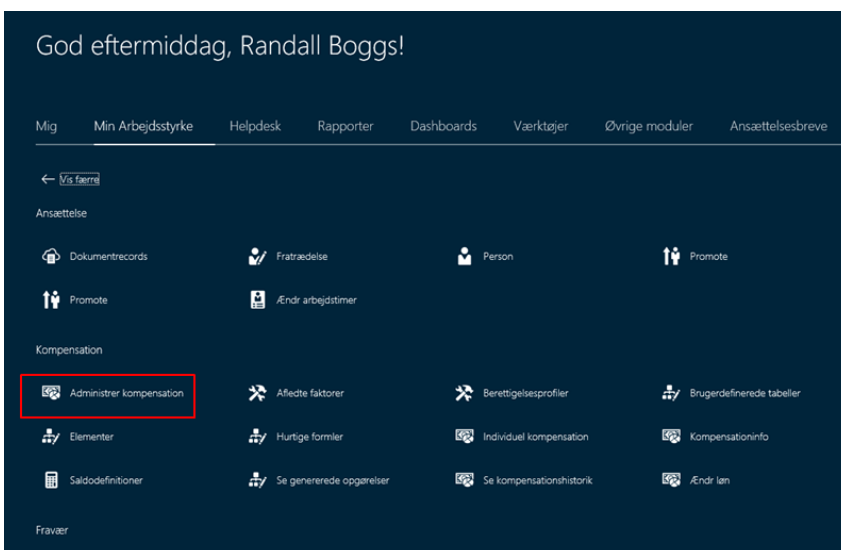 God eftermiddag, Randall Boggs!
Mig Min Arbejdsstyrke Helpdesk Rapporter Dashboards Værktøjer Øvrige moduler Ansættelsesbreve
Vis færre
Ansættelse
Dokumentrecords Fratrædelse Person Promote
Promote Ændr arbejdstimer
Kompensation
Administrer kompensation Afledte faktorer Berettigelsesprofiler Brugerdefinerede tabeller
Elementer Hurtige formler Individuel kompensation Kompensationinfo
Saldodefinitioner Se genererede opgørelser Se kompensationshistorik Ændr løn
Fravær